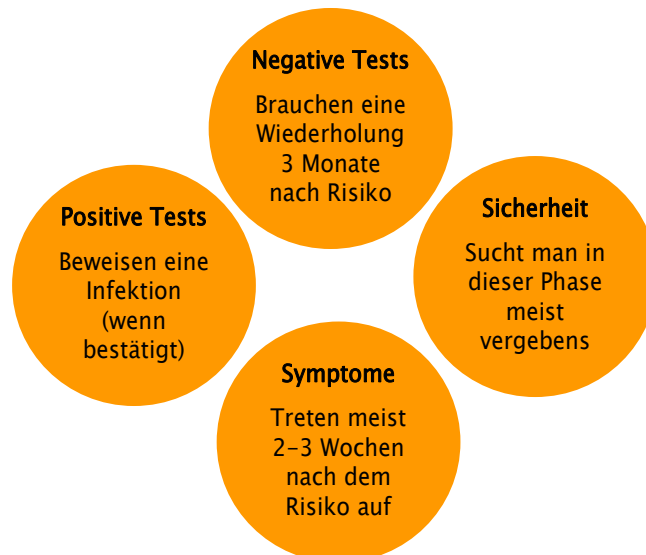 Negative Tests
Brauchen eine
Wiederholung
3 Monate
nach Risiko
Positive Tests
Beweisen eine
Infektion
(wenn
bestätigt)
Sicherheit
Sucht man in
dieser Phase
meist
vergebens
Symptome
Treten meist
2-3 Wochen
nach dem
Risiko auf